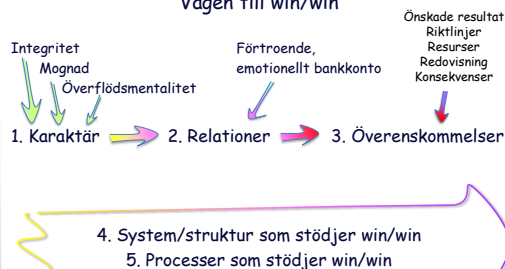 Vägen till win/win
Önskade resultat
Riktlinjer
Resurser
Redovisning
Konsekvenser
Integritet
Mognad
Överflödsmentalitet
Förtroende,
emotionellt bankkonto
1. Karaktär
2. Relationer
3. Överenskommelser
4. System/struktur som stödjer win/win
5. Processer som stödjer win/win